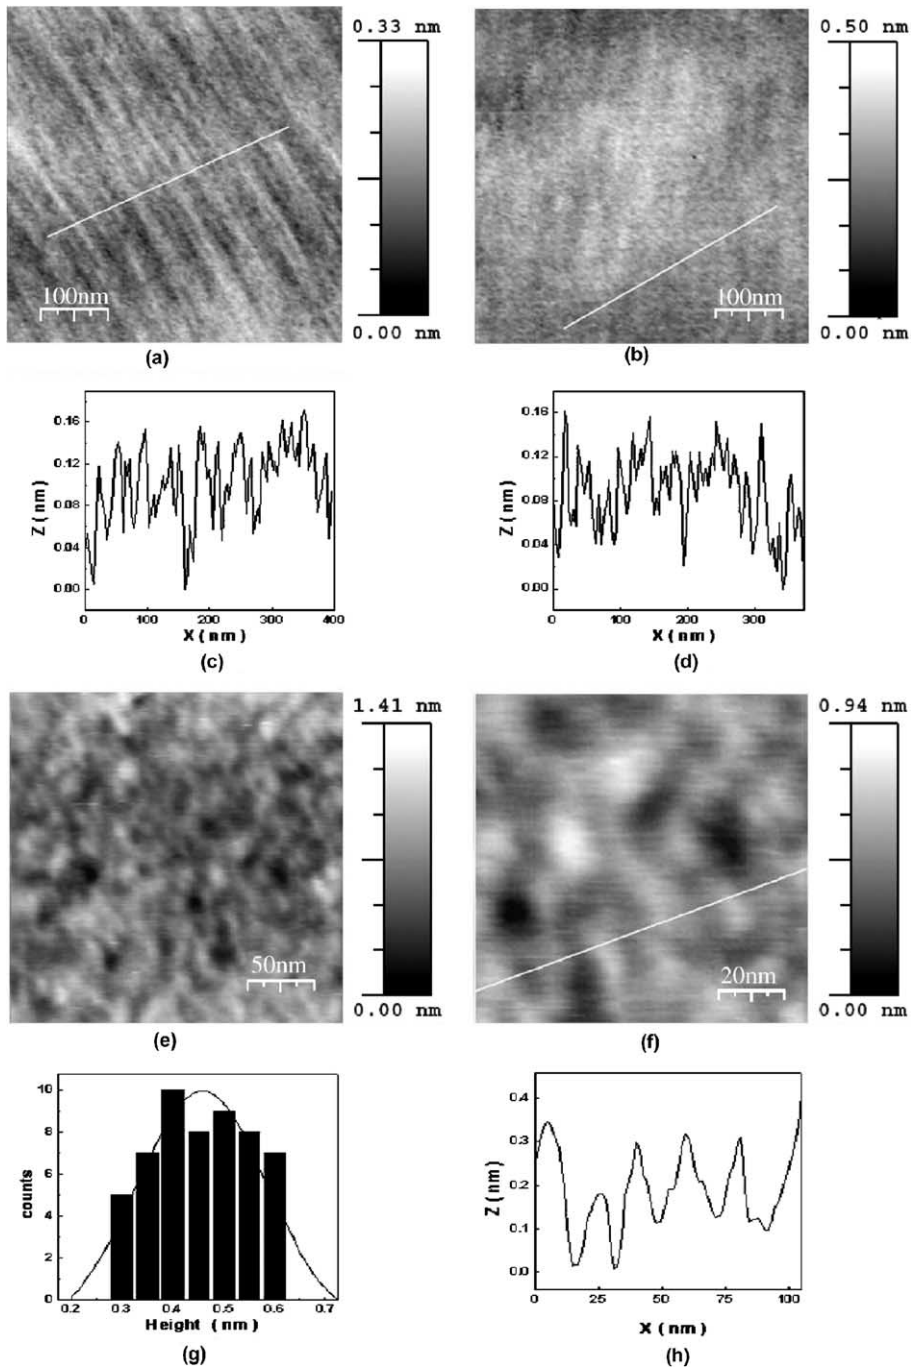 0.33 nm
100nm
0.00 nm
(a)
0.50 nm
100nm
0.00 nm
(b)
0.16
0.12
0.08
0.04
0.00
Z (nm)
0 100 200 300 400
X (nm)
(c)
0.16
0.12
0.08
0.04
0.00
Z (nm)
0 100 200 300
X (nm)
(d)
1.41 nm
50nm
0.00 nm
(e)
0.94 nm
20nm
0.00 nm
(f)
10
8
6
4
2
0
counts
0.2 0.3 0.4 0.5 0.6 0.7
Height (nm)
(g)
0.4
0.3
0.2
0.1
0.0
Z (nm)
0 25 50 75 100
X (nm)
(h)